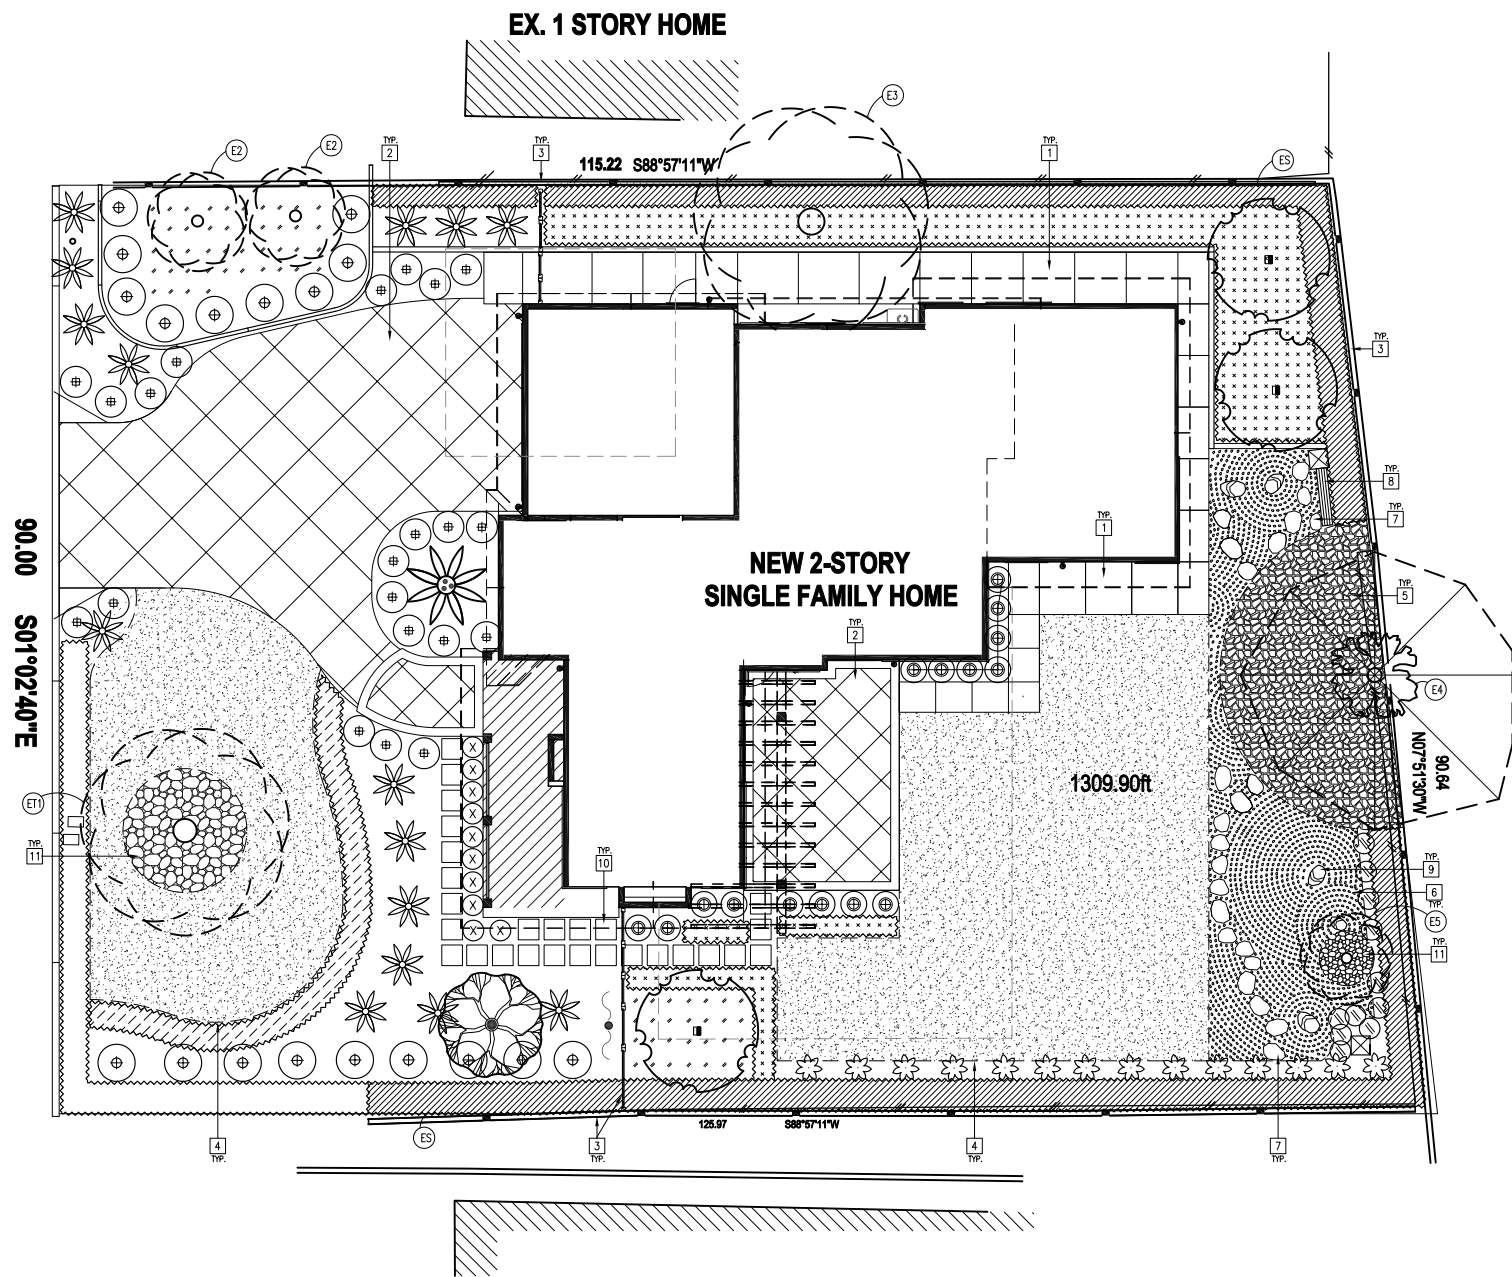 EX. 1 STORY HOME
E3
E2
E2
TYP.
2
TYP.
3
TYP.
1
115.22 S88°57'11"W
ES
TYP.
3
TYP.
8
TYP.
7
TYP.
1
90.00 S01°02'40"E
NEW 2-STORY
SINGLE FAMILY HOME
TYP.
5
TYP.
2
E4
90.64
N07°51'30"W
1309.90ft
ET1
TYP.
11
TYP.
10
TYP.
9
6
TYP.
E5
TYP.
11
X
X
X
X
X
X
X
X
X
X
125.97 S88°57'11"W
ES
4
TYP.
3
TYP.
4
TYP.
7
TYP.